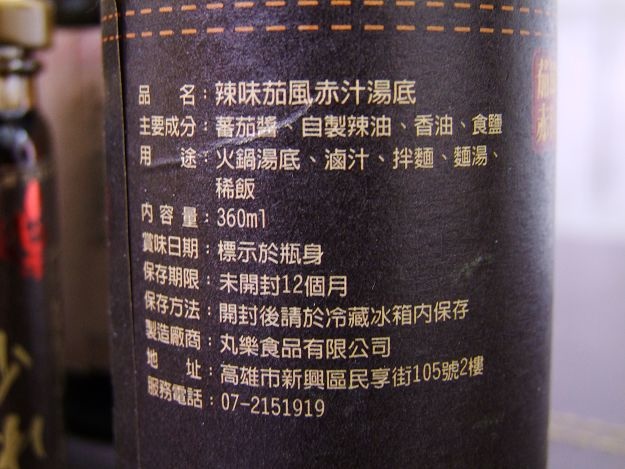 品　　名：辣味茄風赤汁湯底
主要成分：蕃茄醬、自製辣油、香油、食鹽
用　　途：火鍋湯底、滷汁、拌麵、麵湯、
稀飯
內 容 量：360ml
賞味日期：標示於瓶身
保存期限：未開封12個月
保存方法：開封後請於冷藏冰箱內保存
製造廠商：丸樂食品有限公司
地　　址：高雄市新興區民享街105號2樓
服務電話：07-2151919